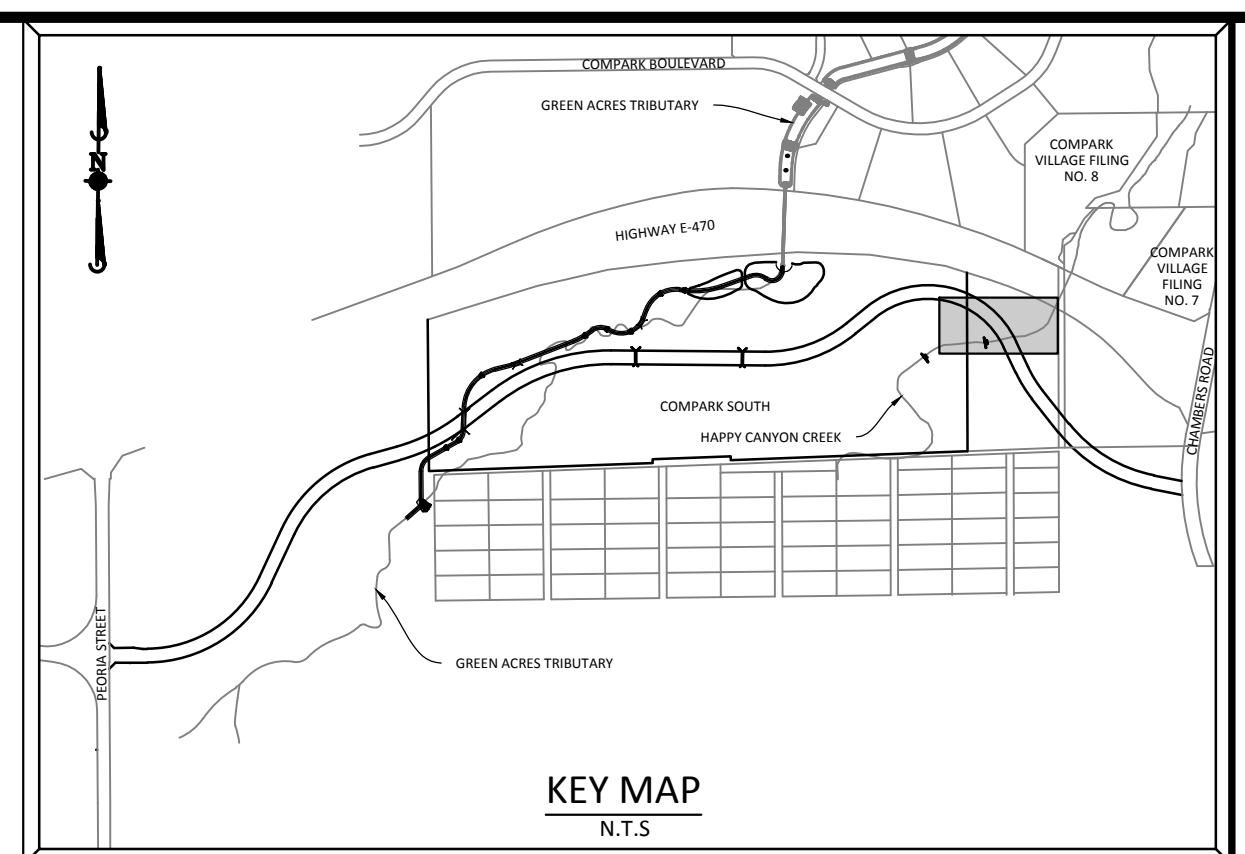 COMPARK BOULEVARD
GREEN ACRES TRIBUTARY
COMPARK
VILLAGE FILING
NO. 8
N
HIGHWAY E-470
COMPARK
VILLAGE
FILING
NO. 7
CHAMBERS ROAD
COMPARK SOUTH
HAPPY CANYON CREEK
PEORIA STREET
GREEN ACRES TRIBUTARY
KEY MAP
N.T.S